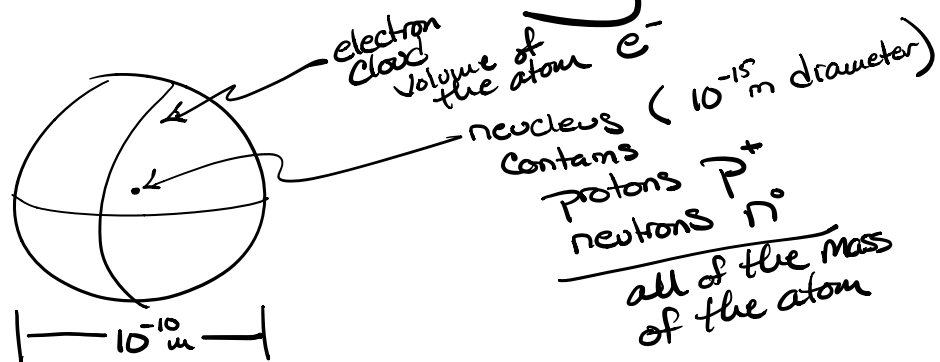 electron
cloud
volume of
the atom e⁻
neucleus (10⁻¹⁵ m diameter)
contains
protons p⁺
neutrons n°
all of the mass
of the atom
10⁻¹⁰ m